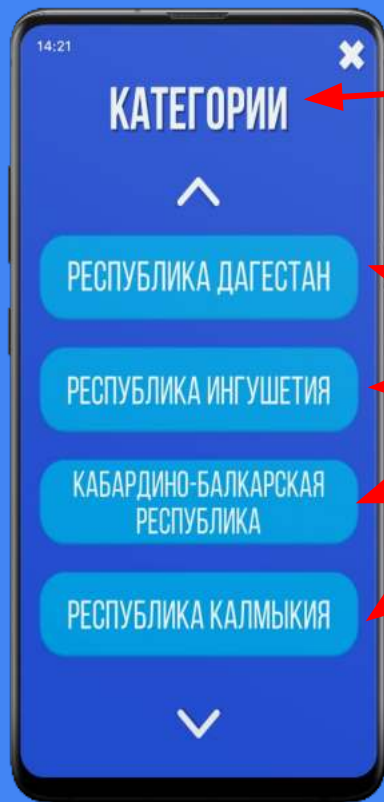 14:21
КАТЕГОРИИ
РЕСПУБЛИКА ДАГЕСТАН
РЕСПУБЛИКА ИНГУШЕТИЯ
КАБАРДИНО-БАЛКАРСКАЯ
РЕСПУБЛИКА
РЕСПУБЛИКА КАЛМЫКИЯ